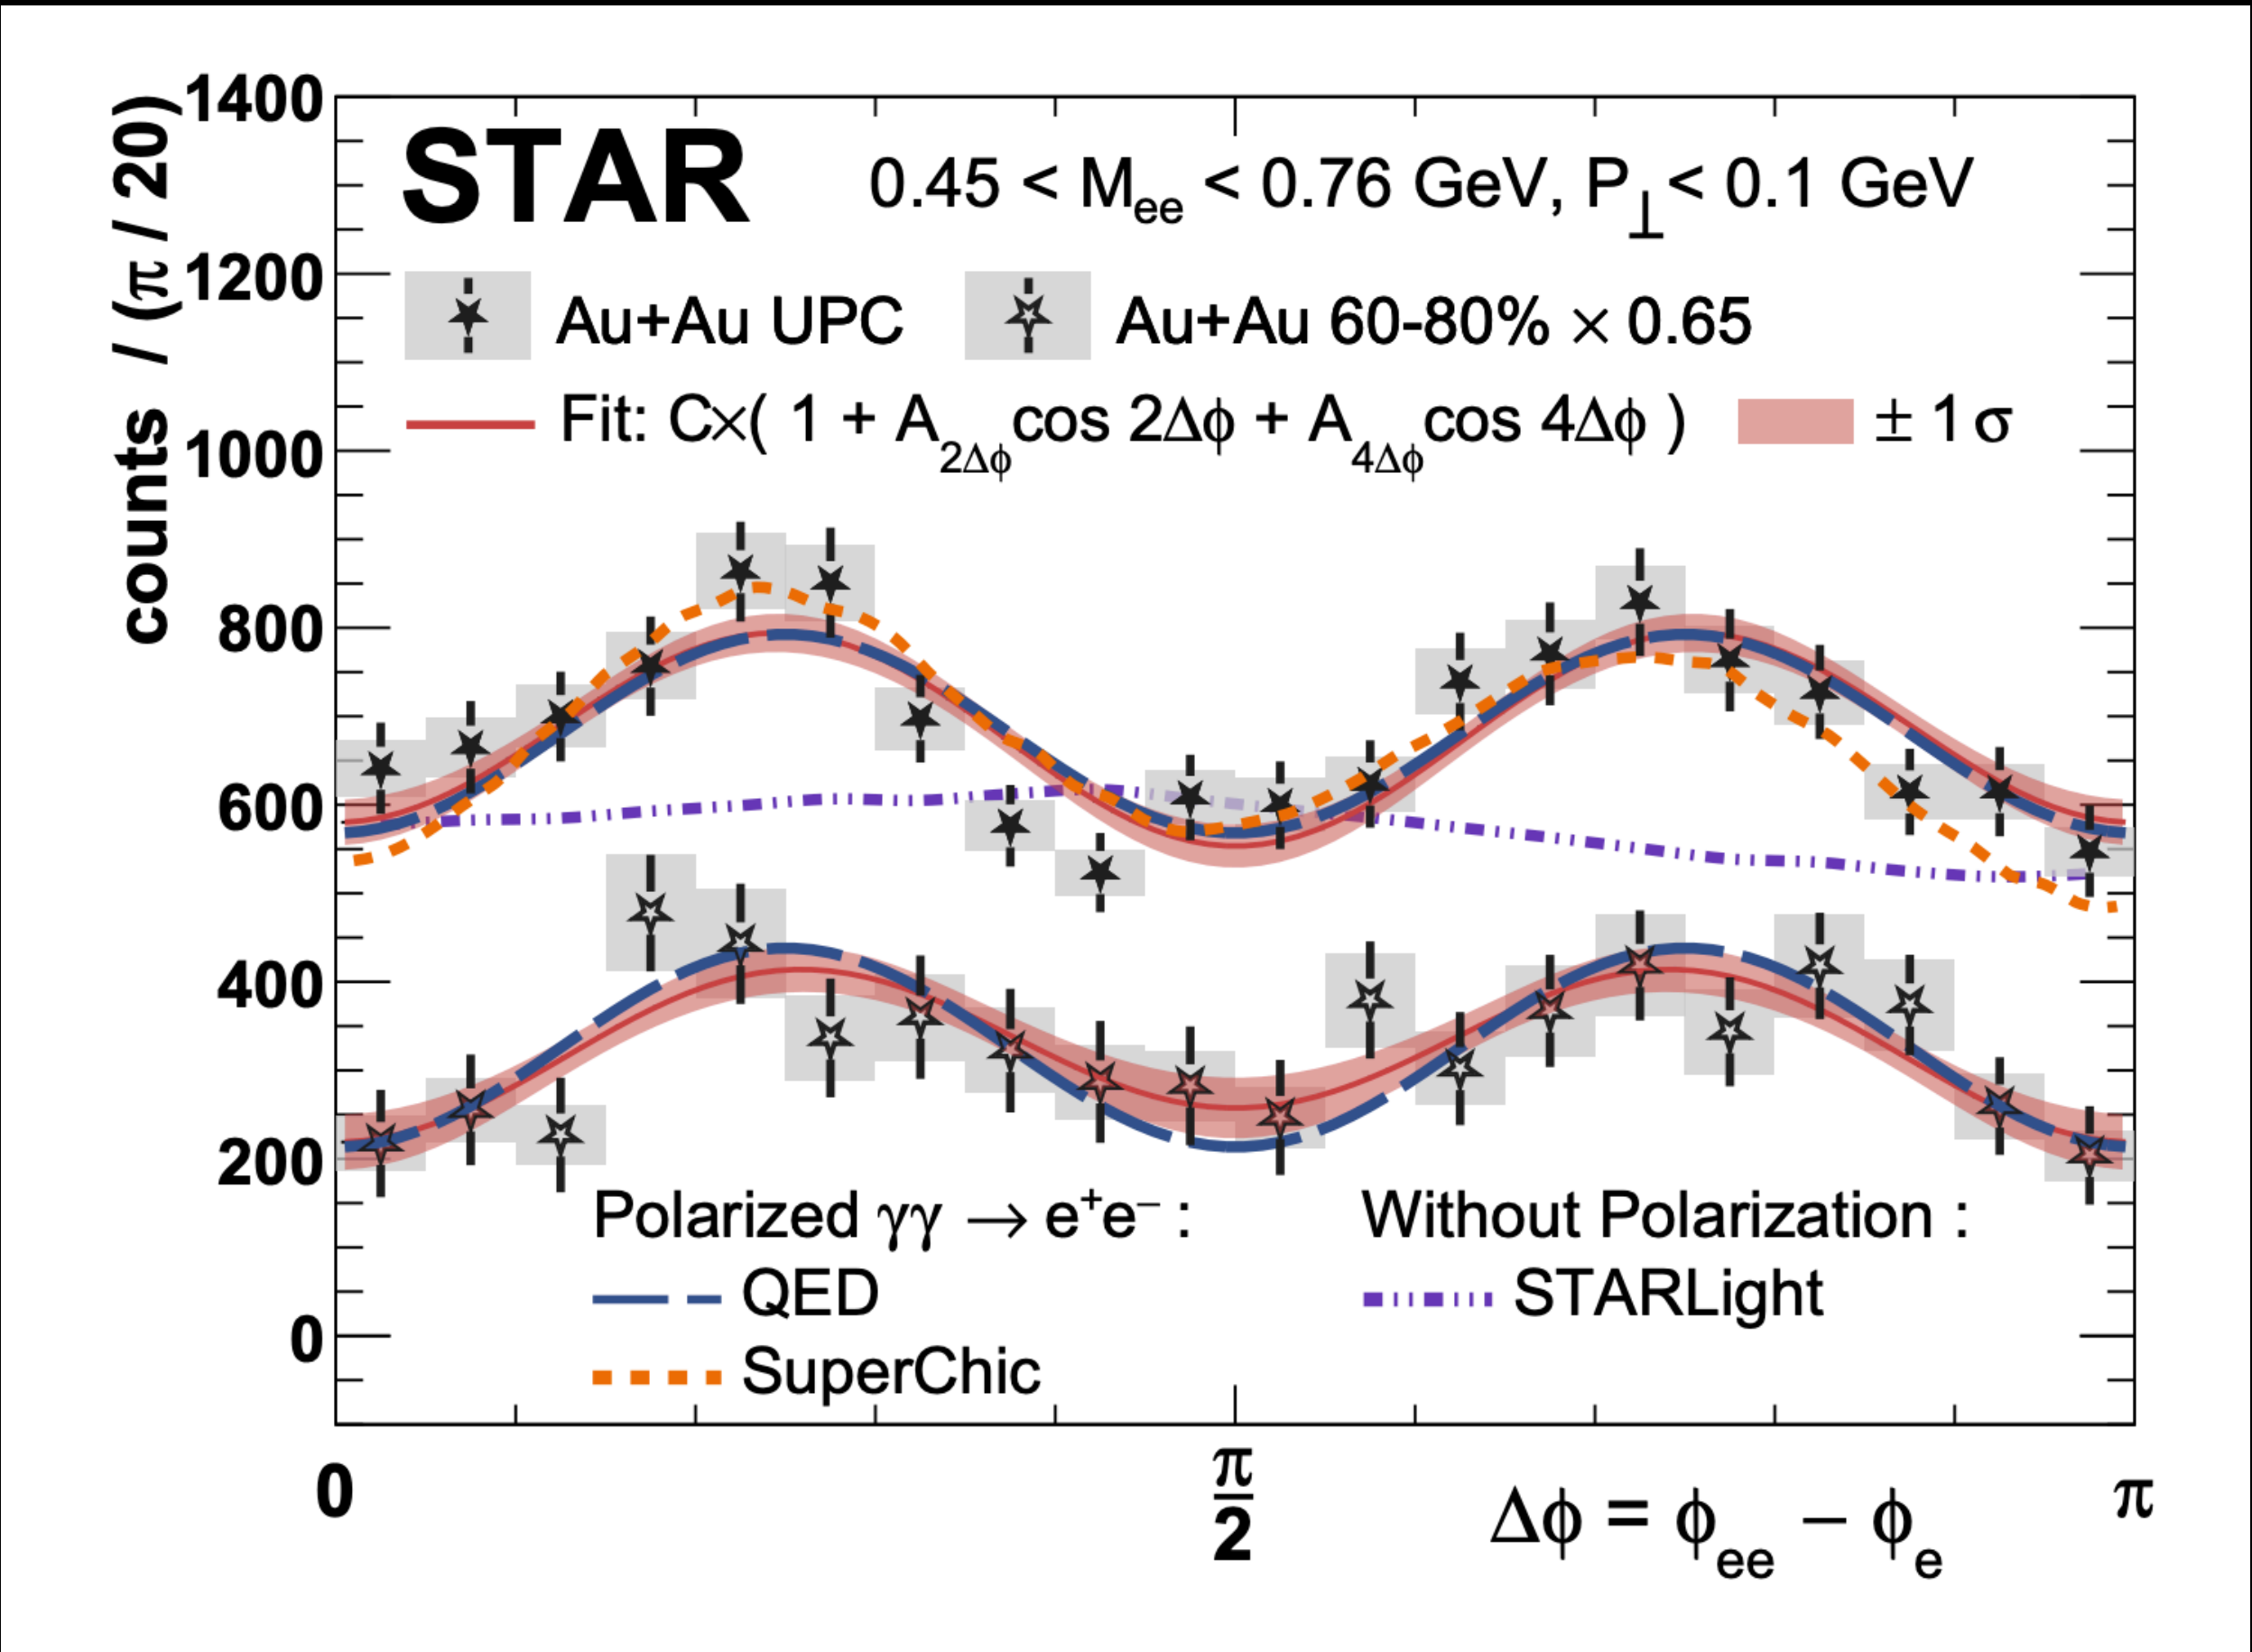 1400
1200
1000
800
600
400
200
0
counts / (π / 20)
STAR 0.45 < M_ee < 0.76 GeV, P_⊥ < 0.1 GeV
Au+Au UPC Au+Au 60-80% × 0.65
Fit: C×( 1 + A_2Δϕ cos 2Δϕ + A_4Δϕ cos 4Δϕ ) ± 1 σ
Polarized γγ → e⁺e⁻ : Without Polarization :
QED STARLight
SuperChic
0 π/2 π
Δϕ = ϕ_ee − ϕ_e